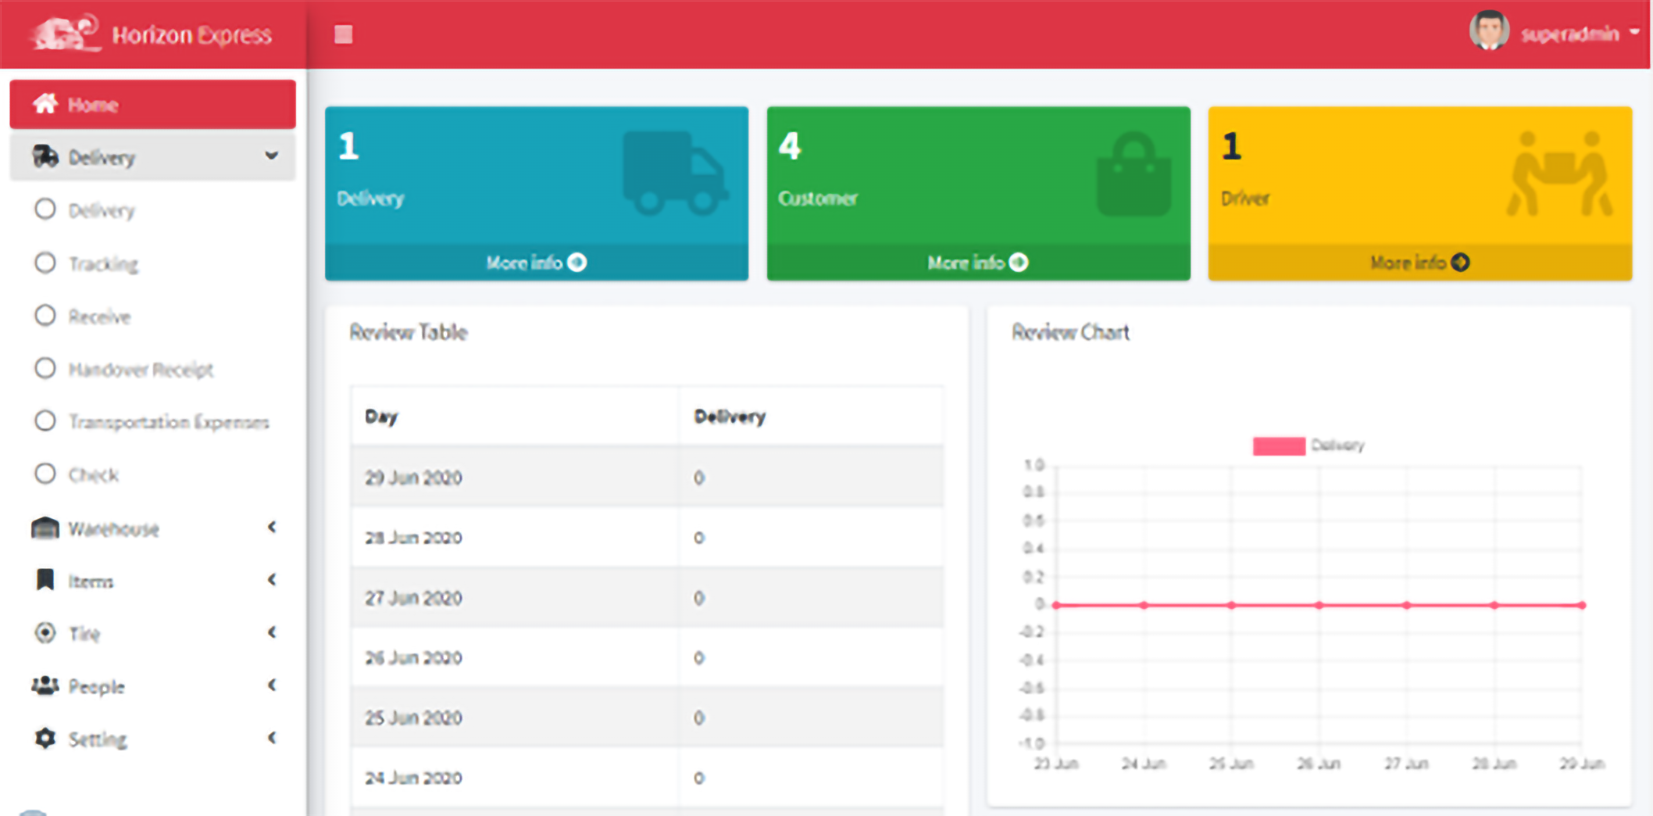 Horizon Express
superadmin
Home
Delivery
Delivery
Tracking
Receive
Handover Receipt
Transportation Expenses
Check
Warehouse
Items
Tire
People
Setting
1
Delivery
More info
4
Customer
More info
1
Driver
More info
Review Table
Day Delivery
29 Jun 2020 0
28 Jun 2020 0
27 Jun 2020 0
26 Jun 2020 0
25 Jun 2020 0
24 Jun 2020 0
Review Chart
Delivery
1.0
0.8
0.6
0.4
0.2
0
-0.2
-0.4
-0.6
-0.8
-1.0
23 Jun 24 Jun 25 Jun 26 Jun 27 Jun 28 Jun 29 Jun